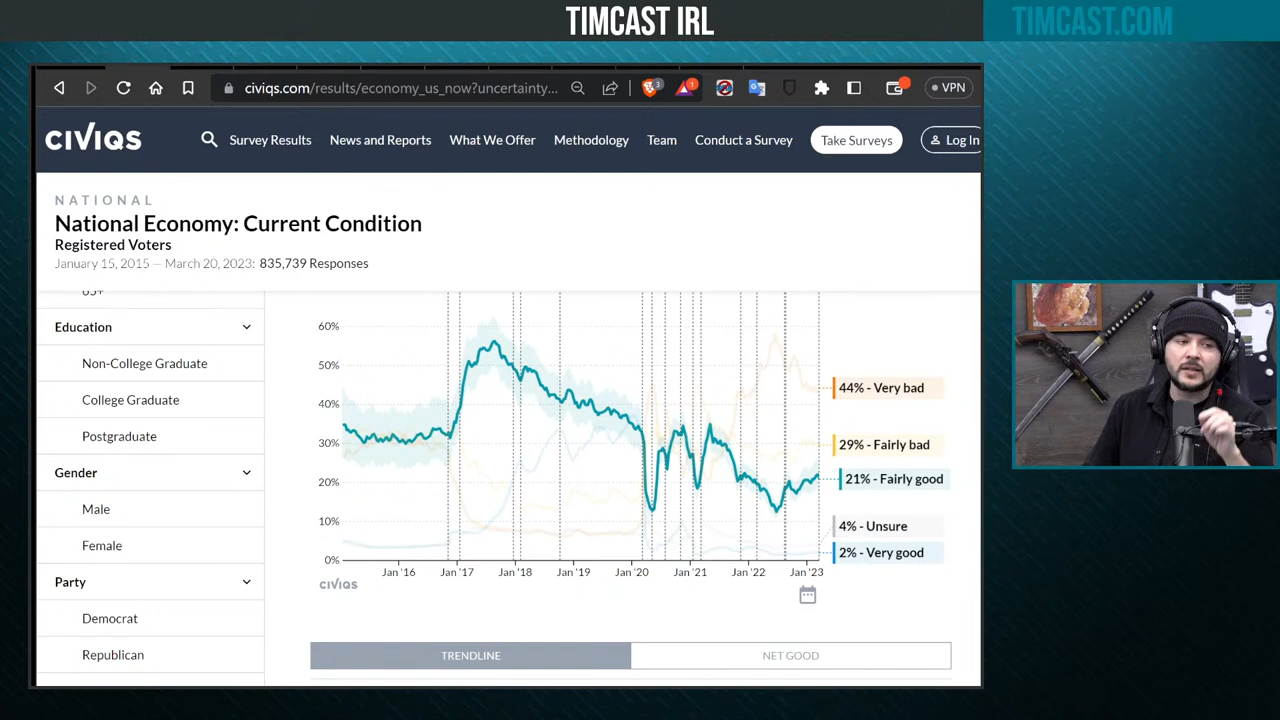 TIMCAST IRL
TIMCAST.COM
civiqs.com/results/economy_us_now?uncertainty...
3
1
VPN
CIVIQS
Survey Results
News and Reports
What We Offer
Methodology
Team
Conduct a Survey
Take Surveys
Log In
NATIONAL
National Economy: Current Condition
Registered Voters
January 15, 2015 — March 20, 2023: 835,739 Responses
65+
Education
Non-College Graduate
College Graduate
Postgraduate
Gender
Male
Female
Party
Democrat
Republican
60%
50%
40%
30%
20%
10%
0%
44% - Very bad
29% - Fairly bad
21% - Fairly good
4% - Unsure
2% - Very good
Jan '16
Jan '17
Jan '18
Jan '19
Jan '20
Jan '21
Jan '22
Jan '23
CIVIQS
TRENDLINE
NET GOOD